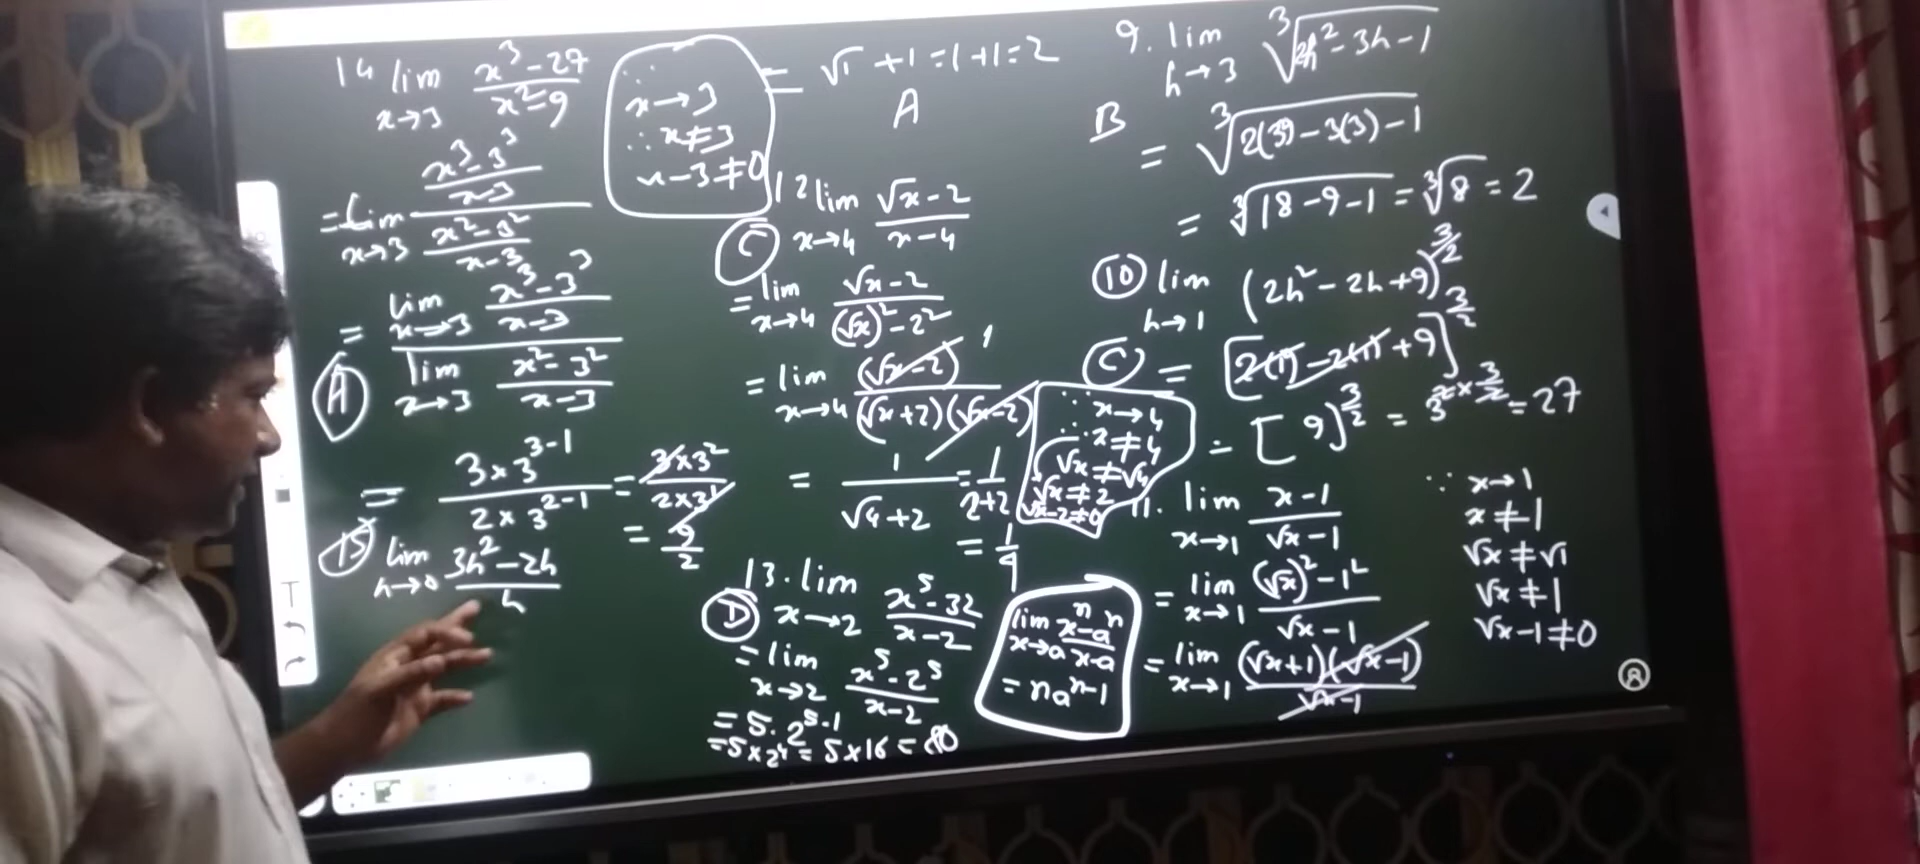 14 lim x→3 (x³-27)/(x²-9)
= lim x→3 ((x³-3³)/(x-3))/((x²-3²)/(x-3))
= (lim x→3 (x³-3³)/(x-3))/(lim x→3 (x²-3²)/(x-3))
(A)
= (3×3^(3-1))/(2×3^(2-1)) = (3×3²)/(2×3¹)
= 9/2
(15) lim h→0 (3h²-2h)/h
∵ x→3
∴ x≠3
x-3≠0
= √1 +1=1+1=2
A
12 lim x→4 (√x-2)/(x-4)
(C)
= lim x→4 (√x-2)/((√x)²-2²)
= lim x→4 (√x-2)/((√x+2)(√x-2)) 1
= 1/(√4+2) = 1/(2+2)
= 1/4
∵ x→4
∴ x≠4
√x≠√4
√x≠2
√x-2≠0
13. lim x→2 (x⁵-32)/(x-2)
(D)
= lim x→2 (x⁵-2⁵)/(x-2)
= 5.2^(5-1)
=5×2⁴= 5×16= 80
lim x→a (xⁿ-aⁿ)/(x-a)
= na^(n-1)
9. lim h→3 ∛(2h²-3h-1)
B
= ∛(2(39)-3(3)-1)
= ∛(18-9-1) = ∛8 = 2
(10) lim h→1 (2h²-2h+9)^(3/2)
(C) = [2(1)-2(1)+9]^(3/2)
= [9]^(3/2) = 3^(2×3/2) = 27
11. lim x→1 (x-1)/(√x-1)
= lim x→1 ((√x)²-1²)/(√x-1)
= lim x→1 ((√x+1)(√x-1))/(√x-1)
∵ x→1
x≠1
√x≠√1
√x≠1
√x-1≠0